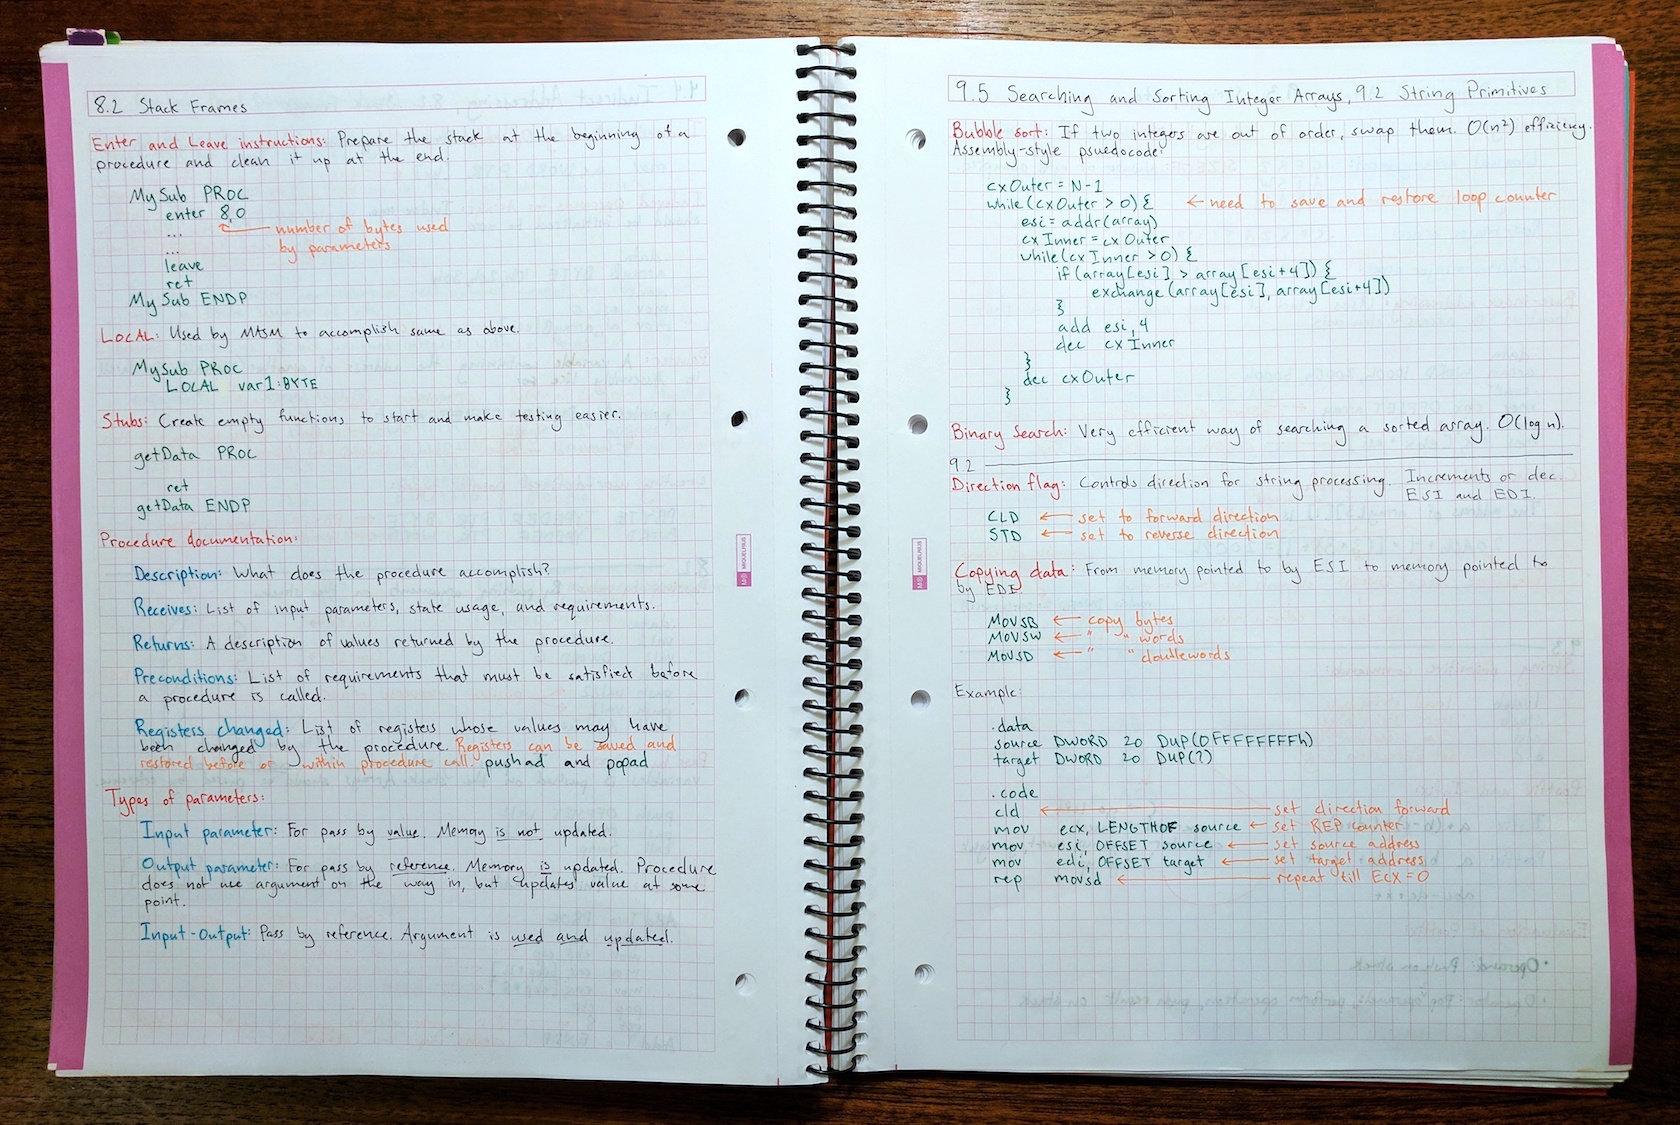 8.2 Stack Frames
Enter and Leave instructions: Prepare the stack at the beginning of a
procedure and clean it up at the end.
MySub PROC
enter 8,0
... ← number of bytes used
... by parameters
leave
ret
MySub ENDP
LOCAL: Used by MASM to accomplish same as above.
MySub PROC
LOCAL var1:BYTE
Stubs: Create empty functions to start and make testing easier.
getData PROC
ret
getData ENDP
Procedure documentation:
Description: What does the procedure accomplish?
Receives: List of input parameters, state usage, and requirements.
Returns: A description of values returned by the procedure.
Preconditions: List of requirements that must be satisfied before
a procedure is called.
Registers changed: List of registers whose values may have
been changed by the procedure. Registers can be saved and
restored before or within procedure call. pushad and popad
Types of parameters:
Input parameter: For pass by value. Memory is not updated.
Output parameter: For pass by reference. Memory is updated. Procedure
does not use argument on the way in, but updates value at some
point.
Input-Output: Pass by reference. Argument is used and updated.
MIQUELRIUS
9.5 Searching and Sorting Integer Arrays, 9.2 String Primitives
Bubble sort: If two integers are out of order, swap them. O(n²) efficiency.
Assembly-style psuedocode:
cxOuter = N-1
while(cxOuter > 0) { ← need to save and restore loop counter
esi = addr(array)
cxInner = cxOuter
while(cxInner > 0) {
if(array[esi] > array[esi+4]) {
exchange(array[esi], array[esi+4])
}
add esi, 4
dec cxInner
}
dec cxOuter
}
Binary Search: Very efficient way of searching a sorted array. O(log n).
9.2
Direction flag: Controls direction for string processing. Increments or dec.
ESI and EDI.
CLD ← set to forward direction
STD ← set to reverse direction
Copying data: From memory pointed to by ESI to memory pointed to
by EDI
MOVSB ← copy bytes
MOVSW ← " " words
MOVSD ← " " doublewords
Example:
.data
source DWORD 20 DUP(0FFFFFFFFh)
target DWORD 20 DUP(?)
.code
cld ← set direction forward
mov ecx, LENGTHOF source ← set REP counter
mov esi, OFFSET source ← set source address
mov edi, OFFSET target ← set target address
rep movsd ← repeat till ECX = 0
MIQUELRIUS